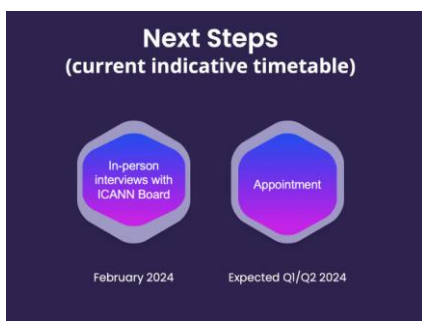 Next Steps
(current indicative timetable)
In-person
interviews with
ICANN Board
Appointment
February 2024
Expected Q1/Q2 2024